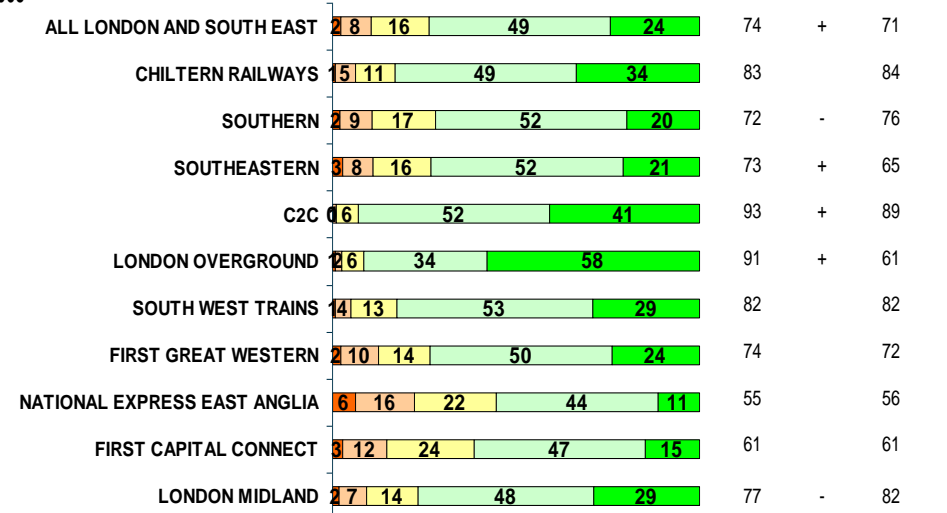 ALL LONDON AND SOUTH EAST 2 8 16 49 24 74 + 71
CHILTERN RAILWAYS 1 5 11 49 34 83 84
SOUTHERN 2 9 17 52 20 72 - 76
SOUTHEASTERN 3 8 16 52 21 73 + 65
C2C 0 1 6 52 41 93 + 89
LONDON OVERGROUND 1 2 6 34 58 91 + 61
SOUTH WEST TRAINS 1 4 13 53 29 82 82
FIRST GREAT WESTERN 2 10 14 50 24 74 72
NATIONAL EXPRESS EAST ANGLIA 6 16 22 44 11 55 56
FIRST CAPITAL CONNECT 3 12 24 47 15 61 61
LONDON MIDLAND 2 7 14 48 29 77 - 82